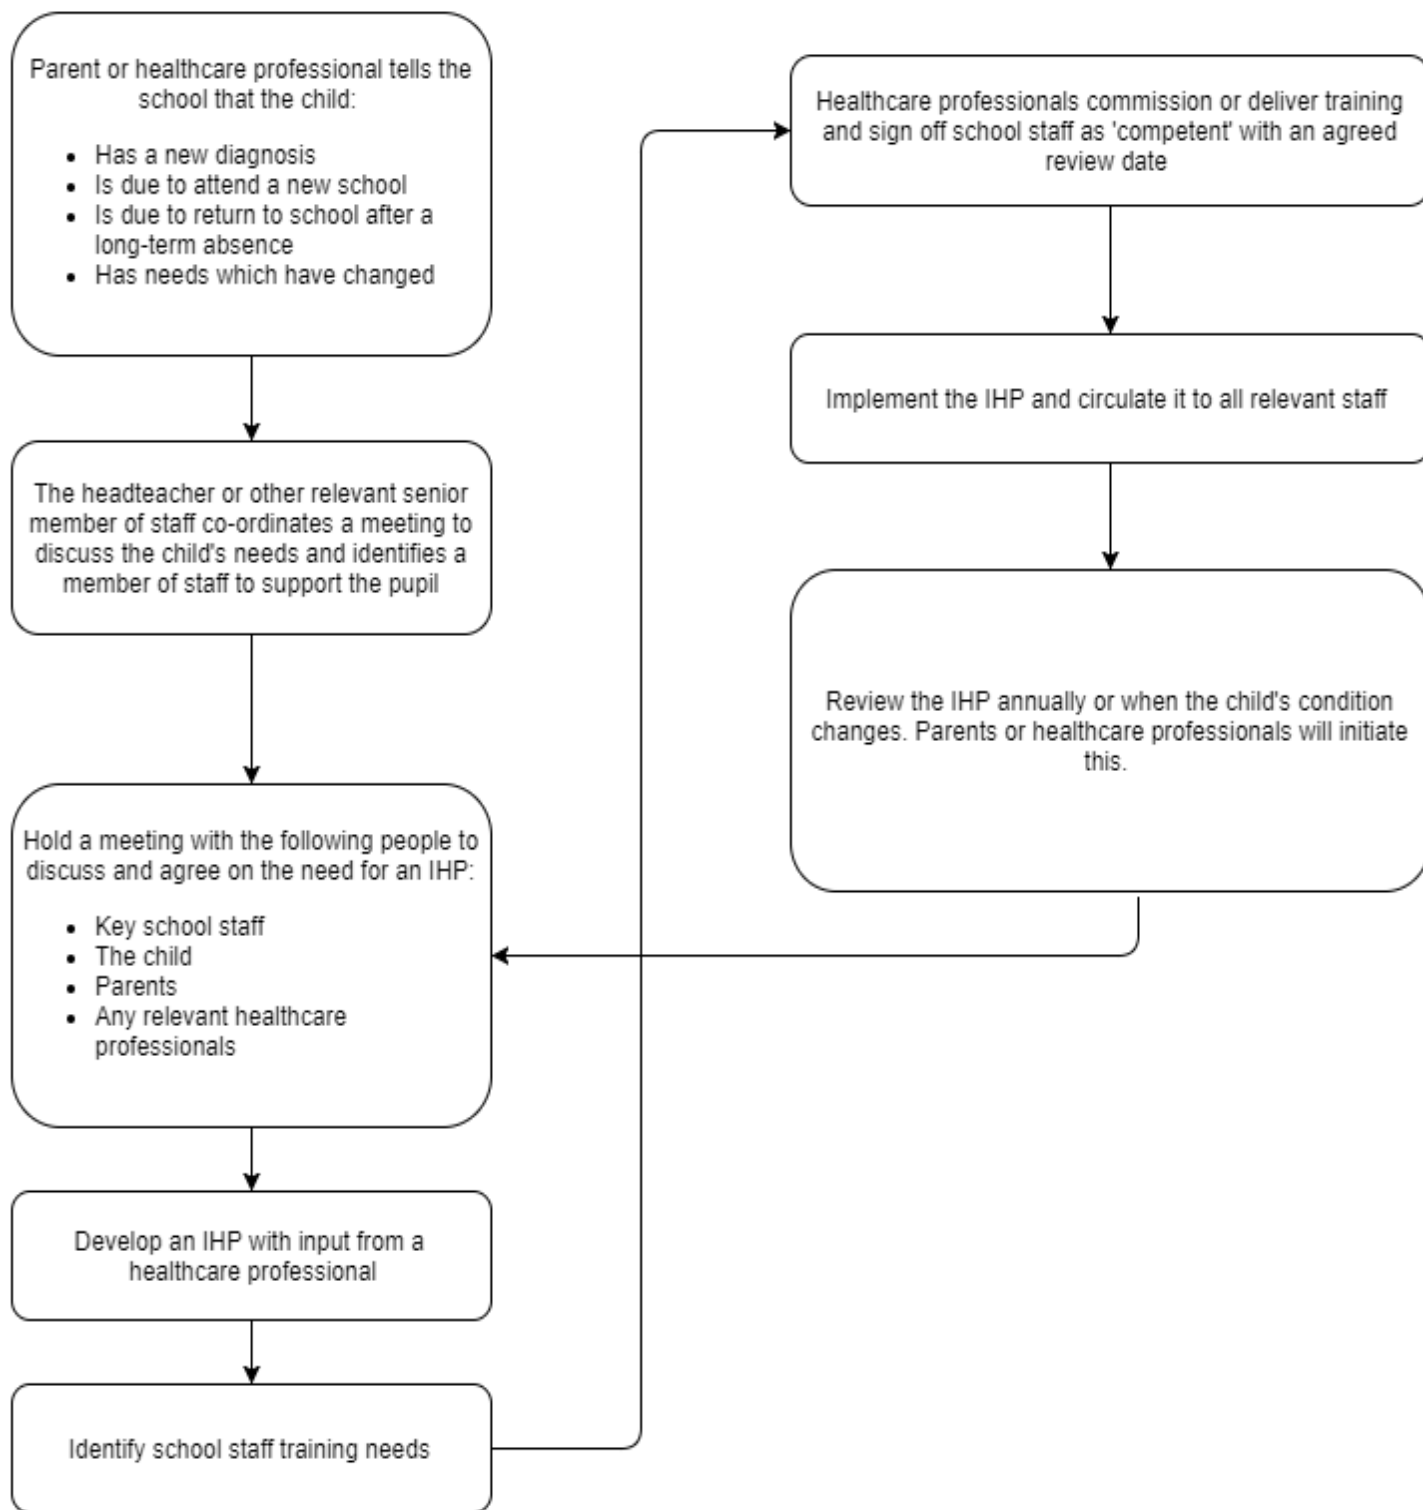 Parent or healthcare professional tells the
school that the child:
• Has a new diagnosis
• Is due to attend a new school
• Is due to return to school after a
long-term absence
• Has needs which have changed
The headteacher or other relevant senior
member of staff co-ordinates a meeting to
discuss the child's needs and identifies a
member of staff to support the pupil
Hold a meeting with the following people to
discuss and agree on the need for an IHP:
• Key school staff
• The child
• Parents
• Any relevant healthcare
professionals
Develop an IHP with input from a
healthcare professional
Identify school staff training needs
Healthcare professionals commission or deliver training
and sign off school staff as 'competent' with an agreed
review date
Implement the IHP and circulate it to all relevant staff
Review the IHP annually or when the child's condition
changes. Parents or healthcare professionals will initiate
this.